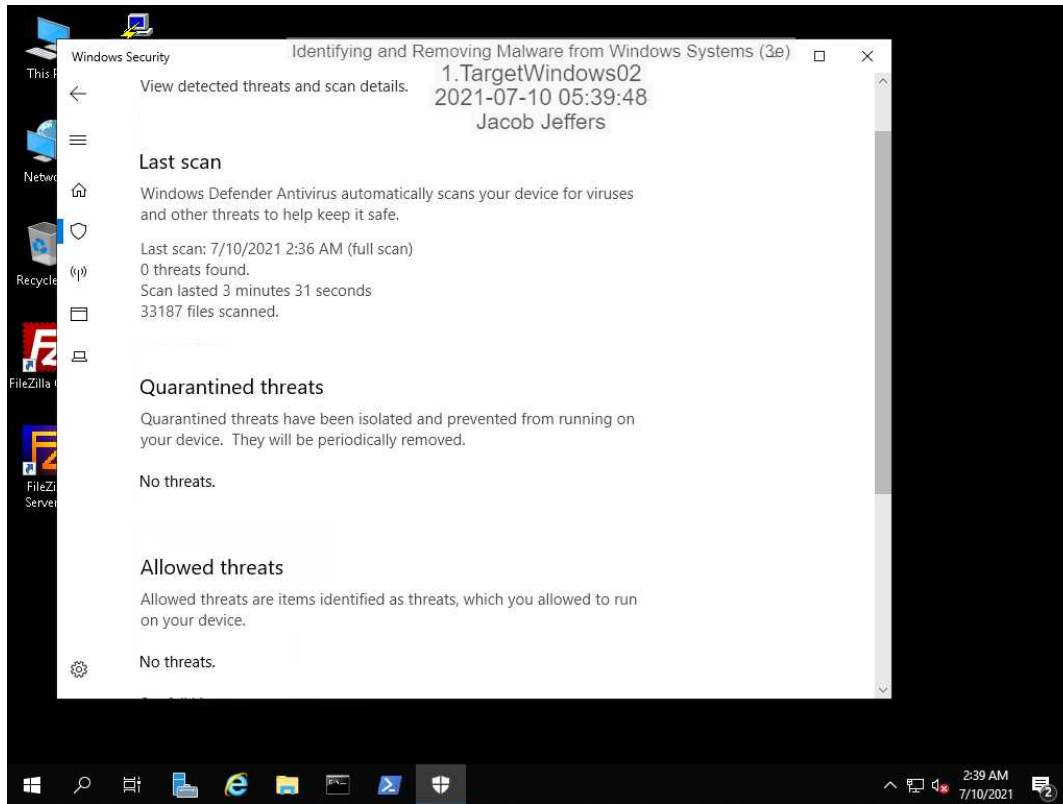 This
Windows Security
Identifying and Removing Malware from Windows Systems (3e)
1.TargetWindows02
2021-07-10 05:39:48
Jacob Jeffers
View detected threats and scan details.
Last scan
Windows Defender Antivirus automatically scans your device for viruses
and other threats to help keep it safe.
Last scan: 7/10/2021 2:36 AM (full scan)
0 threats found.
Scan lasted 3 minutes 31 seconds
33187 files scanned.
Quarantined threats
Quarantined threats have been isolated and prevented from running on
your device. They will be periodically removed.
No threats.
Allowed threats
Allowed threats are items identified as threats, which you allowed to run
on your device.
No threats.
Netwo
Recycle
FileZilla
FileZi
Server
2:39 AM
7/10/2021
2